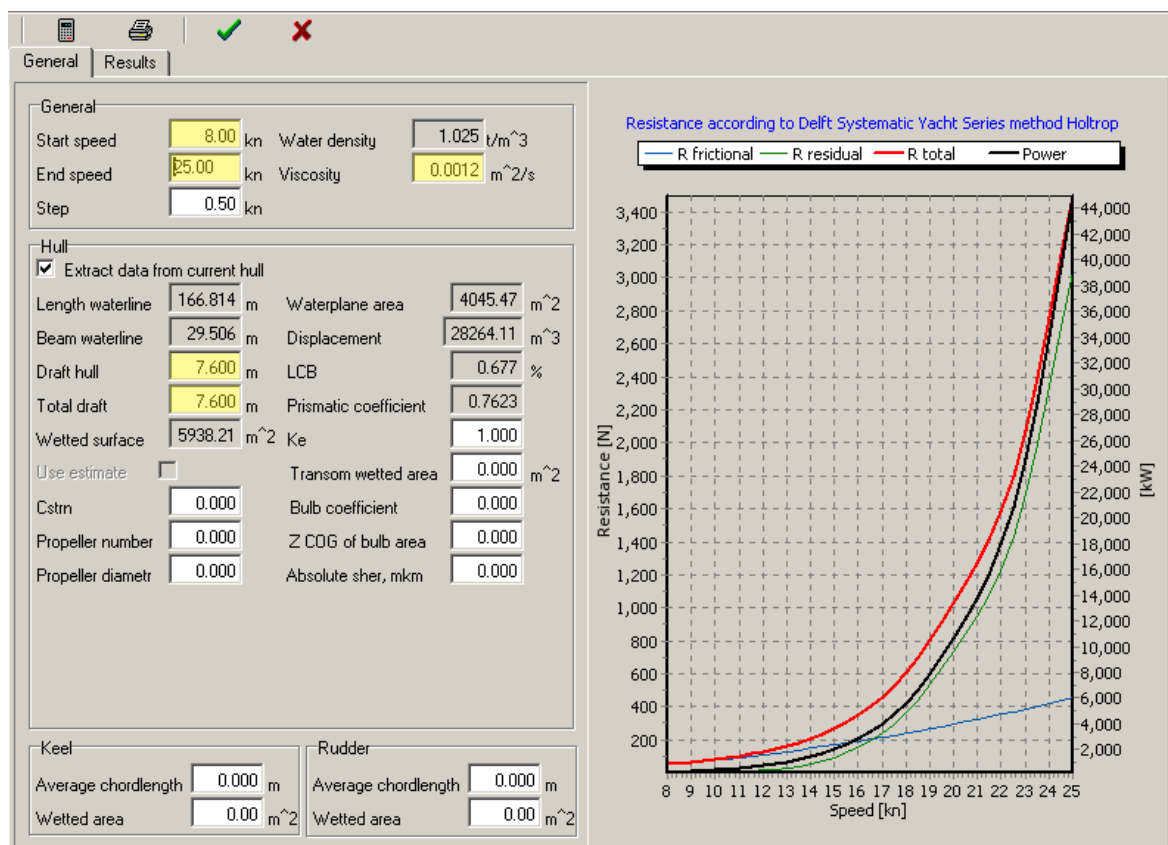 General Results
General
Start speed 8.00 kn Water density 1.025 t/m^3
End speed 25.00 kn Viscosity 0.0012 m^2/s
Step 0.50 kn
Hull
Extract data from current hull
Length waterline 166.814 m Waterplane area 4045.47 m^2
Beam waterline 29.506 m Displacement 28264.11 m^3
Draft hull 7.600 m LCB 0.677 %
Total draft 7.600 m Prismatic coefficient 0.7623
Wetted surface 5938.21 m^2 Ke 1.000
Use estimate Transom wetted area 0.000 m^2
Cstrn 0.000 Bulb coefficient 0.000
Propeller number 0.000 Z COG of bulb area 0.000
Propeller diametr 0.000 Absolute sher, mkm 0.000
Keel
Average chordlength 0.000 m
Wetted area 0.00 m^2
Rudder
Average chordlength 0.000 m
Wetted area 0.00 m^2
Resistance according to Delft Systematic Yacht Series method Holtrop
R frictional R residual R total Power
Resistance [N]
3,400
3,200
3,000
2,800
2,600
2,400
2,200
2,000
1,800
1,600
1,400
1,200
1,000
800
600
400
200
44,000
42,000
40,000
38,000
36,000
34,000
32,000
30,000
28,000
26,000
24,000
22,000
20,000
18,000
16,000
14,000
12,000
10,000
8,000
6,000
4,000
2,000
[kW]
8 9 10 11 12 13 14 15 16 17 18 19 20 21 22 23 24 25
Speed [kn]